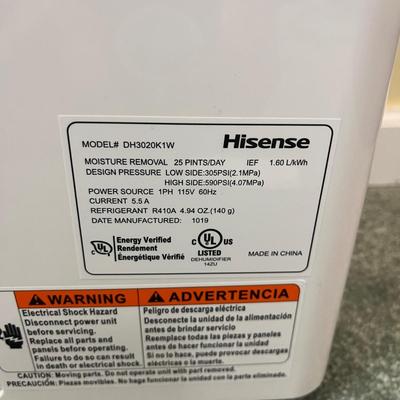 MODEL# DH3020K1W
Hisense
MOISTURE REMOVAL 25 PINTS/DAY IEF 1.60 L/kWh
DESIGN PRESSURE LOW SIDE:305PSI(2.1MPa)
HIGH SIDE:590PSI(4.07MPa)
POWER SOURCE 1PH 115V 60Hz
CURRENT 5.5 A
REFRIGERANT R410A 4.94 OZ.(140 g)
DATE MANUFACTURED: 1019
UL
Energy Verified
Rendement
Énergétique Vérifié
C UL US
LISTED
DEHUMIDIFIER
14ZU
MADE IN CHINA
WARNING
Electrical Shock Hazard
Disconnect power unit
before servicing.
Replace all parts and
panels before operating.
Failure to do so can result
in death or electrical shock.
ADVERTENCIA
Peligro de descarga eléctrica
Desconecte la unidad de la alimentación
antes de brindar servicio
Reemplace todas las piezas y paneles
antes de hacer funcionar la unidad.
Si no lo hace, puede provocar descargas
eléctricas o la muerte.
CAUTION: Moving parts. Do not operate unit with part removed.
PRECAUCIÓN: Piezas movibles. No haga funcionar la unidad con el